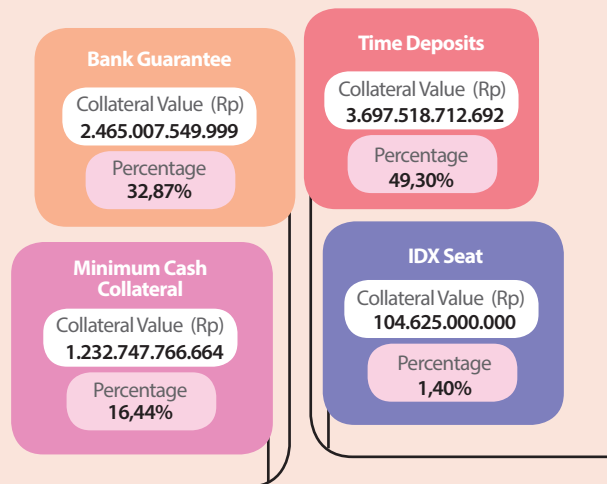 Bank Guarantee
Collateral Value (Rp)
2.465.007.549.999
Percentage
32,87%
Time Deposits
Collateral Value (Rp)
3.697.518.712.692
Percentage
49,30%
Minimum Cash
Collateral
Collateral Value (Rp)
1.232.747.766.664
Percentage
16,44%
IDX Seat
Collateral Value (Rp)
104.625.000.000
Percentage
1,40%